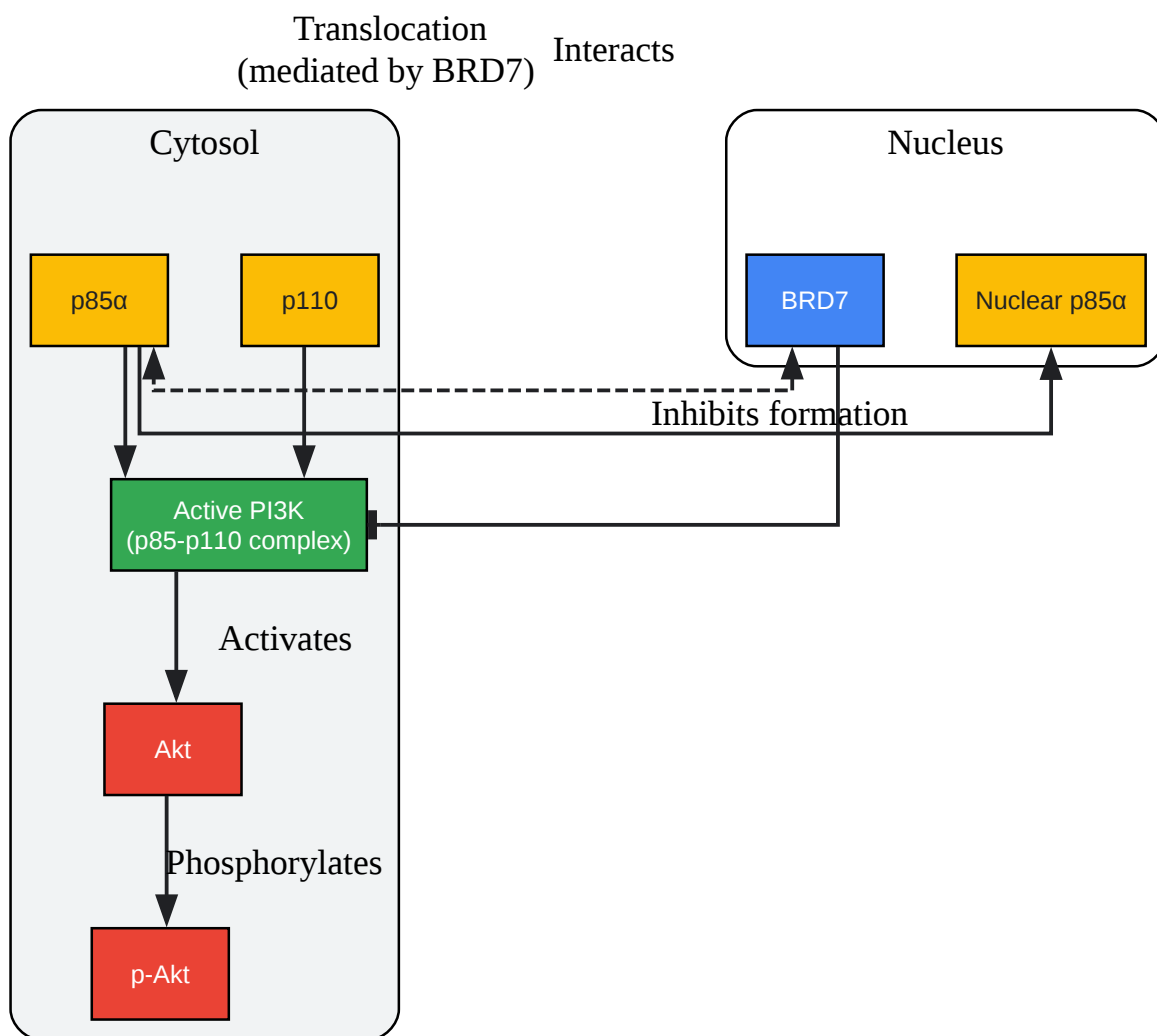 Translation
(mediated by BRD7)
Interacts
Cytosol
Nucleus
p85α
p110
BRD7
Nuclear p85α
Inhibits formation
Active PI3K
(p85-p110 complex)
Activates
Akt
Phosphorylates
p-Akt